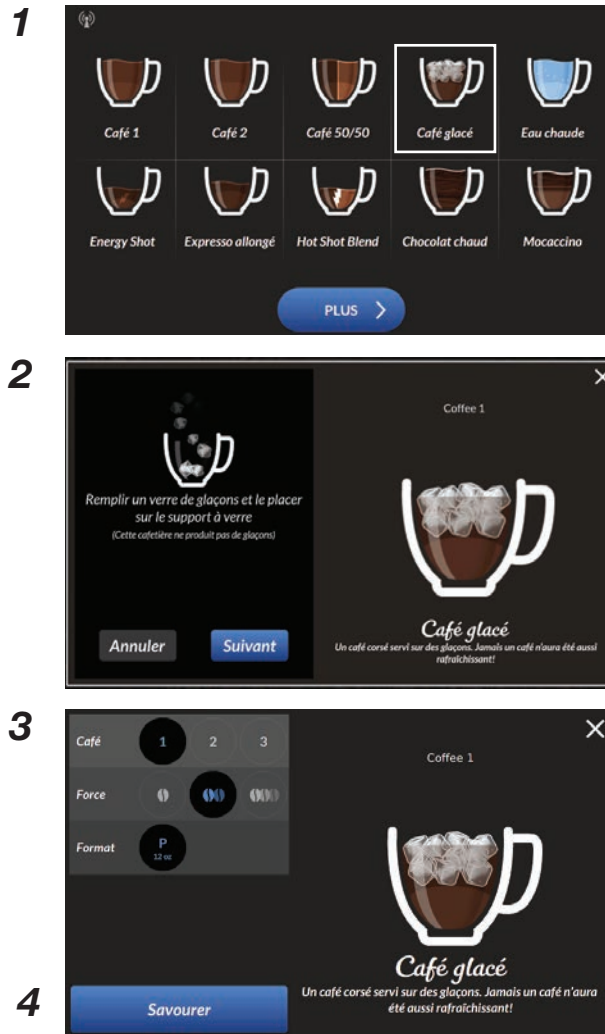 1
Café 1 Café 2 Café 50/50 Café glacé Eau chaude
Energy Shot Expresso allongé Hot Shot Blend Chocolat chaud Mocaccino
PLUS >
2
Remplir un verre de glaçons et le placer
sur le support à verre
(Cette cafetière ne produit pas de glaçons)
Annuler Suivant
Coffee 1
Café glacé
Un café corsé servi sur des glaçons. Jamais un café n'aura été aussi
rafraîchissant!
3
Café 1 2 3
Force
Format P
12 oz
Coffee 1
Café glacé
Un café corsé servi sur des glaçons. Jamais un café n'aura
été aussi rafraîchissant!
4
Savourer